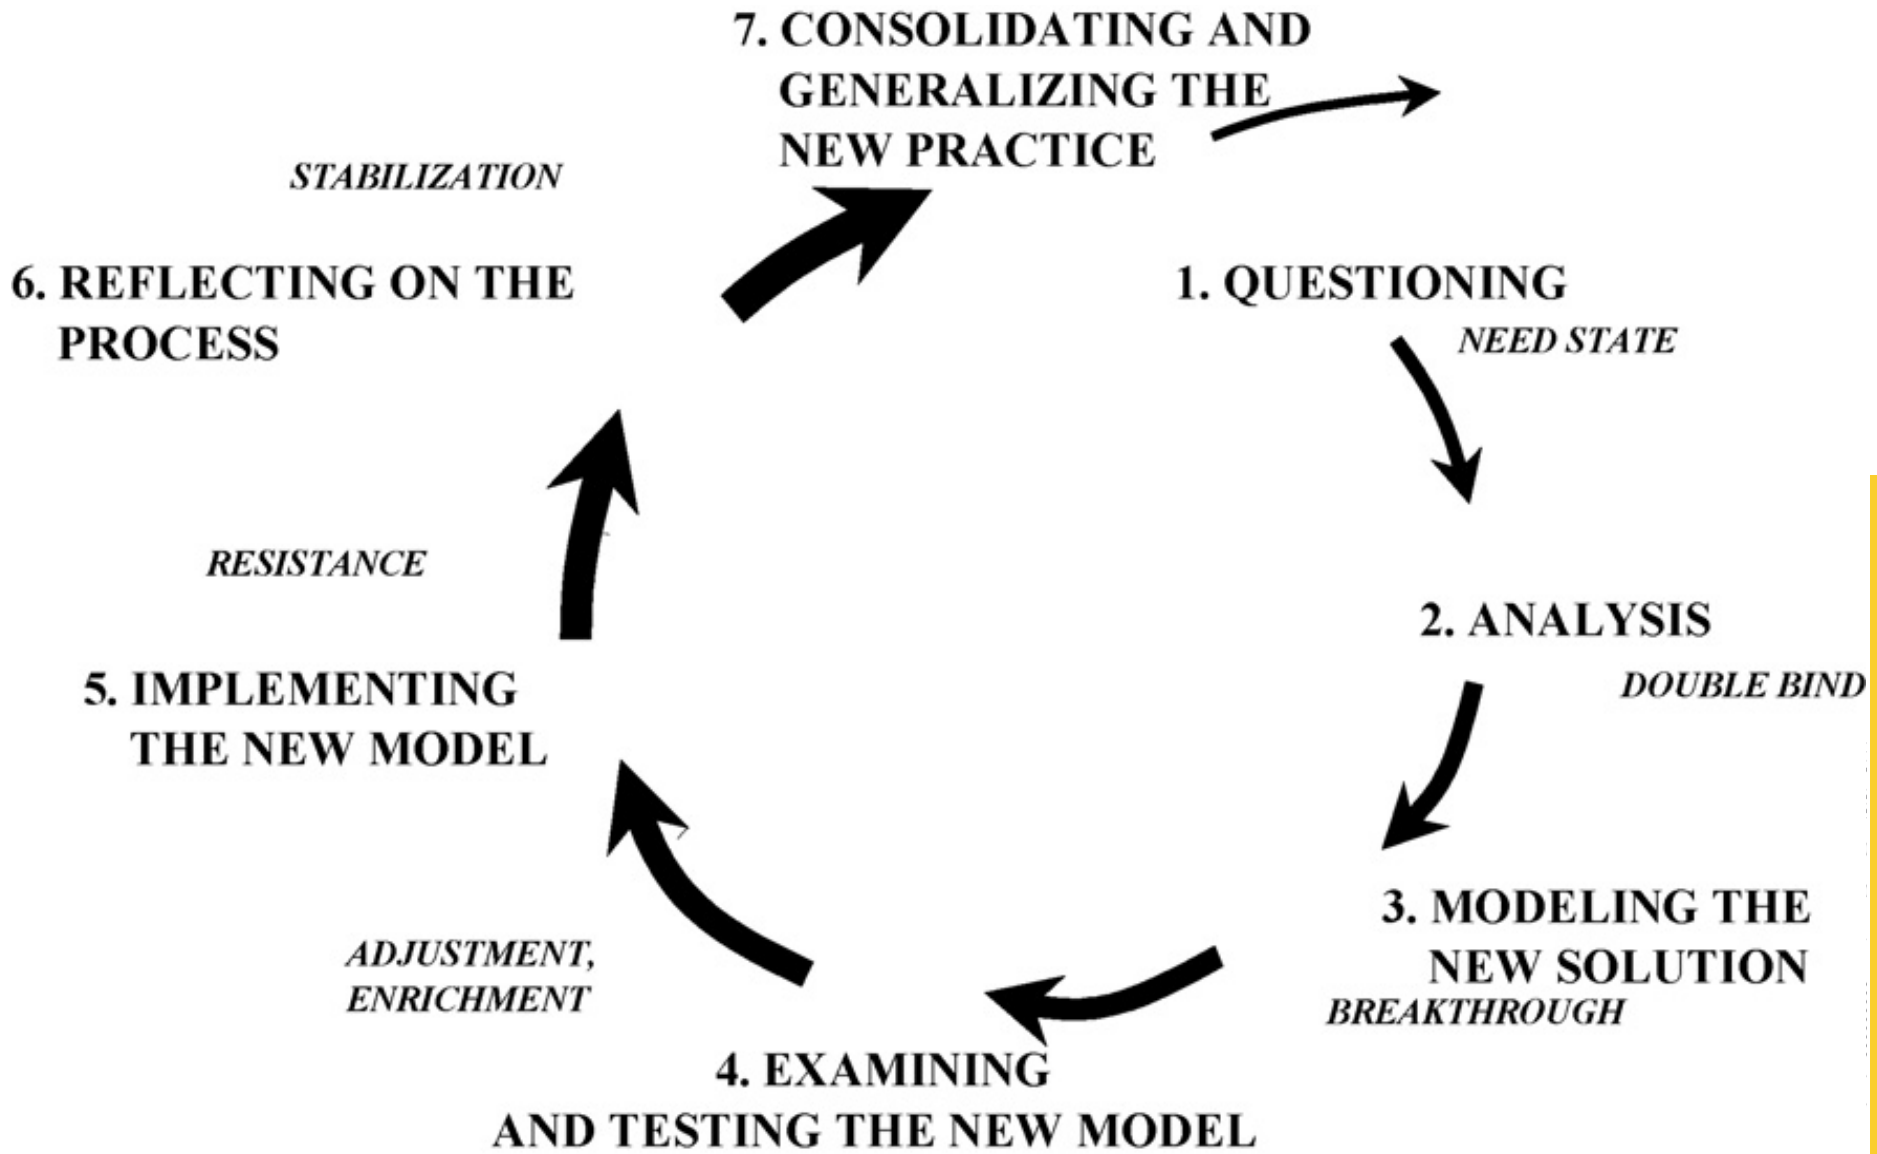 7. CONSOLIDATING AND
GENERALIZING THE
NEW PRACTICE
STABILIZATION
6. REFLECTING ON THE
PROCESS
1. QUESTIONING
NEED STATE
RESISTANCE
2. ANALYSIS
DOUBLE BIND
5. IMPLEMENTING
THE NEW MODEL
3. MODELING THE
NEW SOLUTION
BREAKTHROUGH
ADJUSTMENT,
ENRICHMENT
4. EXAMINING
AND TESTING THE NEW MODEL